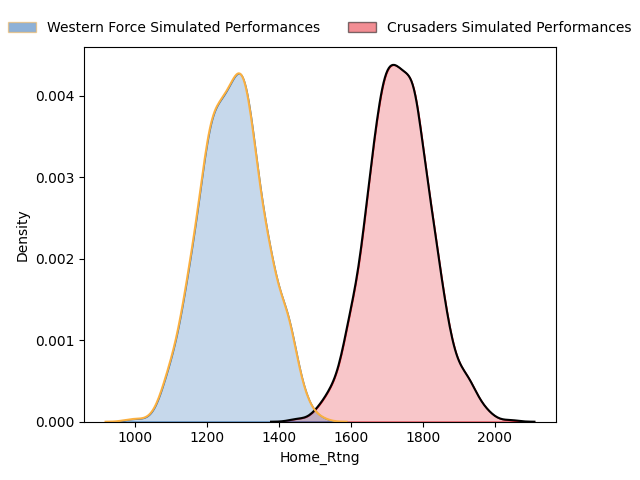 Western Force Simulated Performances
Crusaders Simulated Performances
0.004
0.003
0.002
0.001
0.000
Density
1000 1200 1400 1600 1800 2000
Home_Rtng